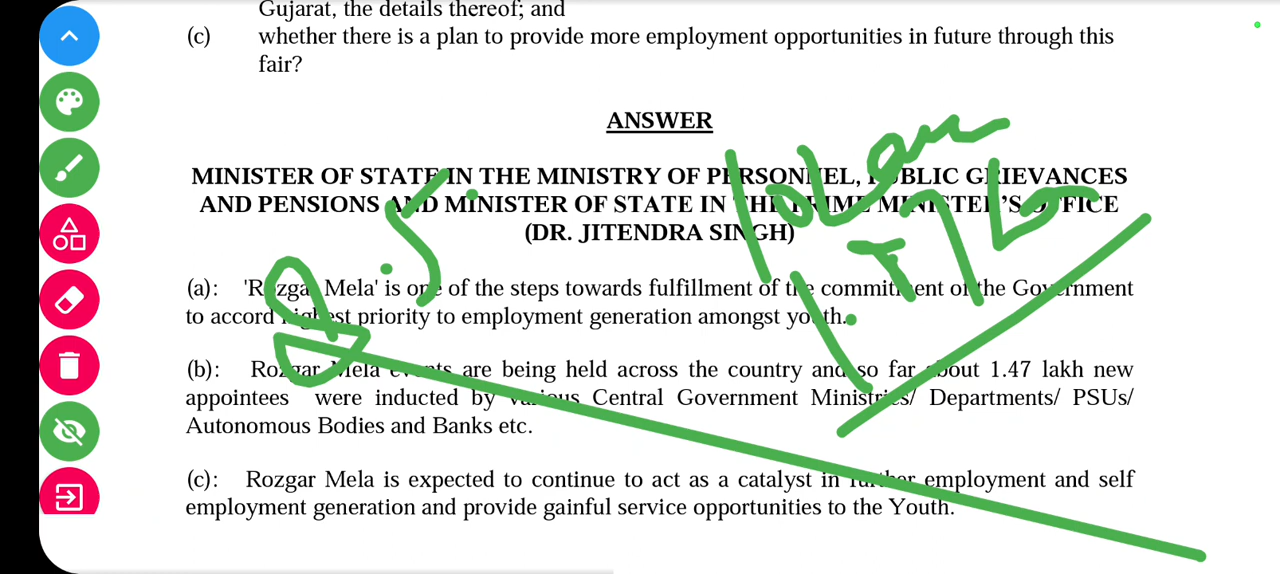 Gujarat, the details thereof; and
(c) whether there is a plan to provide more employment opportunities in future through this
fair?
ANSWER
MINISTER OF STATE IN THE MINISTRY OF PERSONNEL, PUBLIC GRIEVANCES
AND PENSIONS AND MINISTER OF STATE IN THE PRIME MINISTER'S OFFICE
(DR. JITENDRA SINGH)
(a): 'Rozgar Mela' is one of the steps towards fulfillment of the commitment of the Government
to accord highest priority to employment generation amongst youth.
(b): Rozgar Mela events are being held across the country and so far about 1.47 lakh new
appointees were inducted by various Central Government Ministries/ Departments/ PSUs/
Autonomous Bodies and Banks etc.
(c): Rozgar Mela is expected to continue to act as a catalyst in further employment and self
employment generation and provide gainful service opportunities to the Youth.